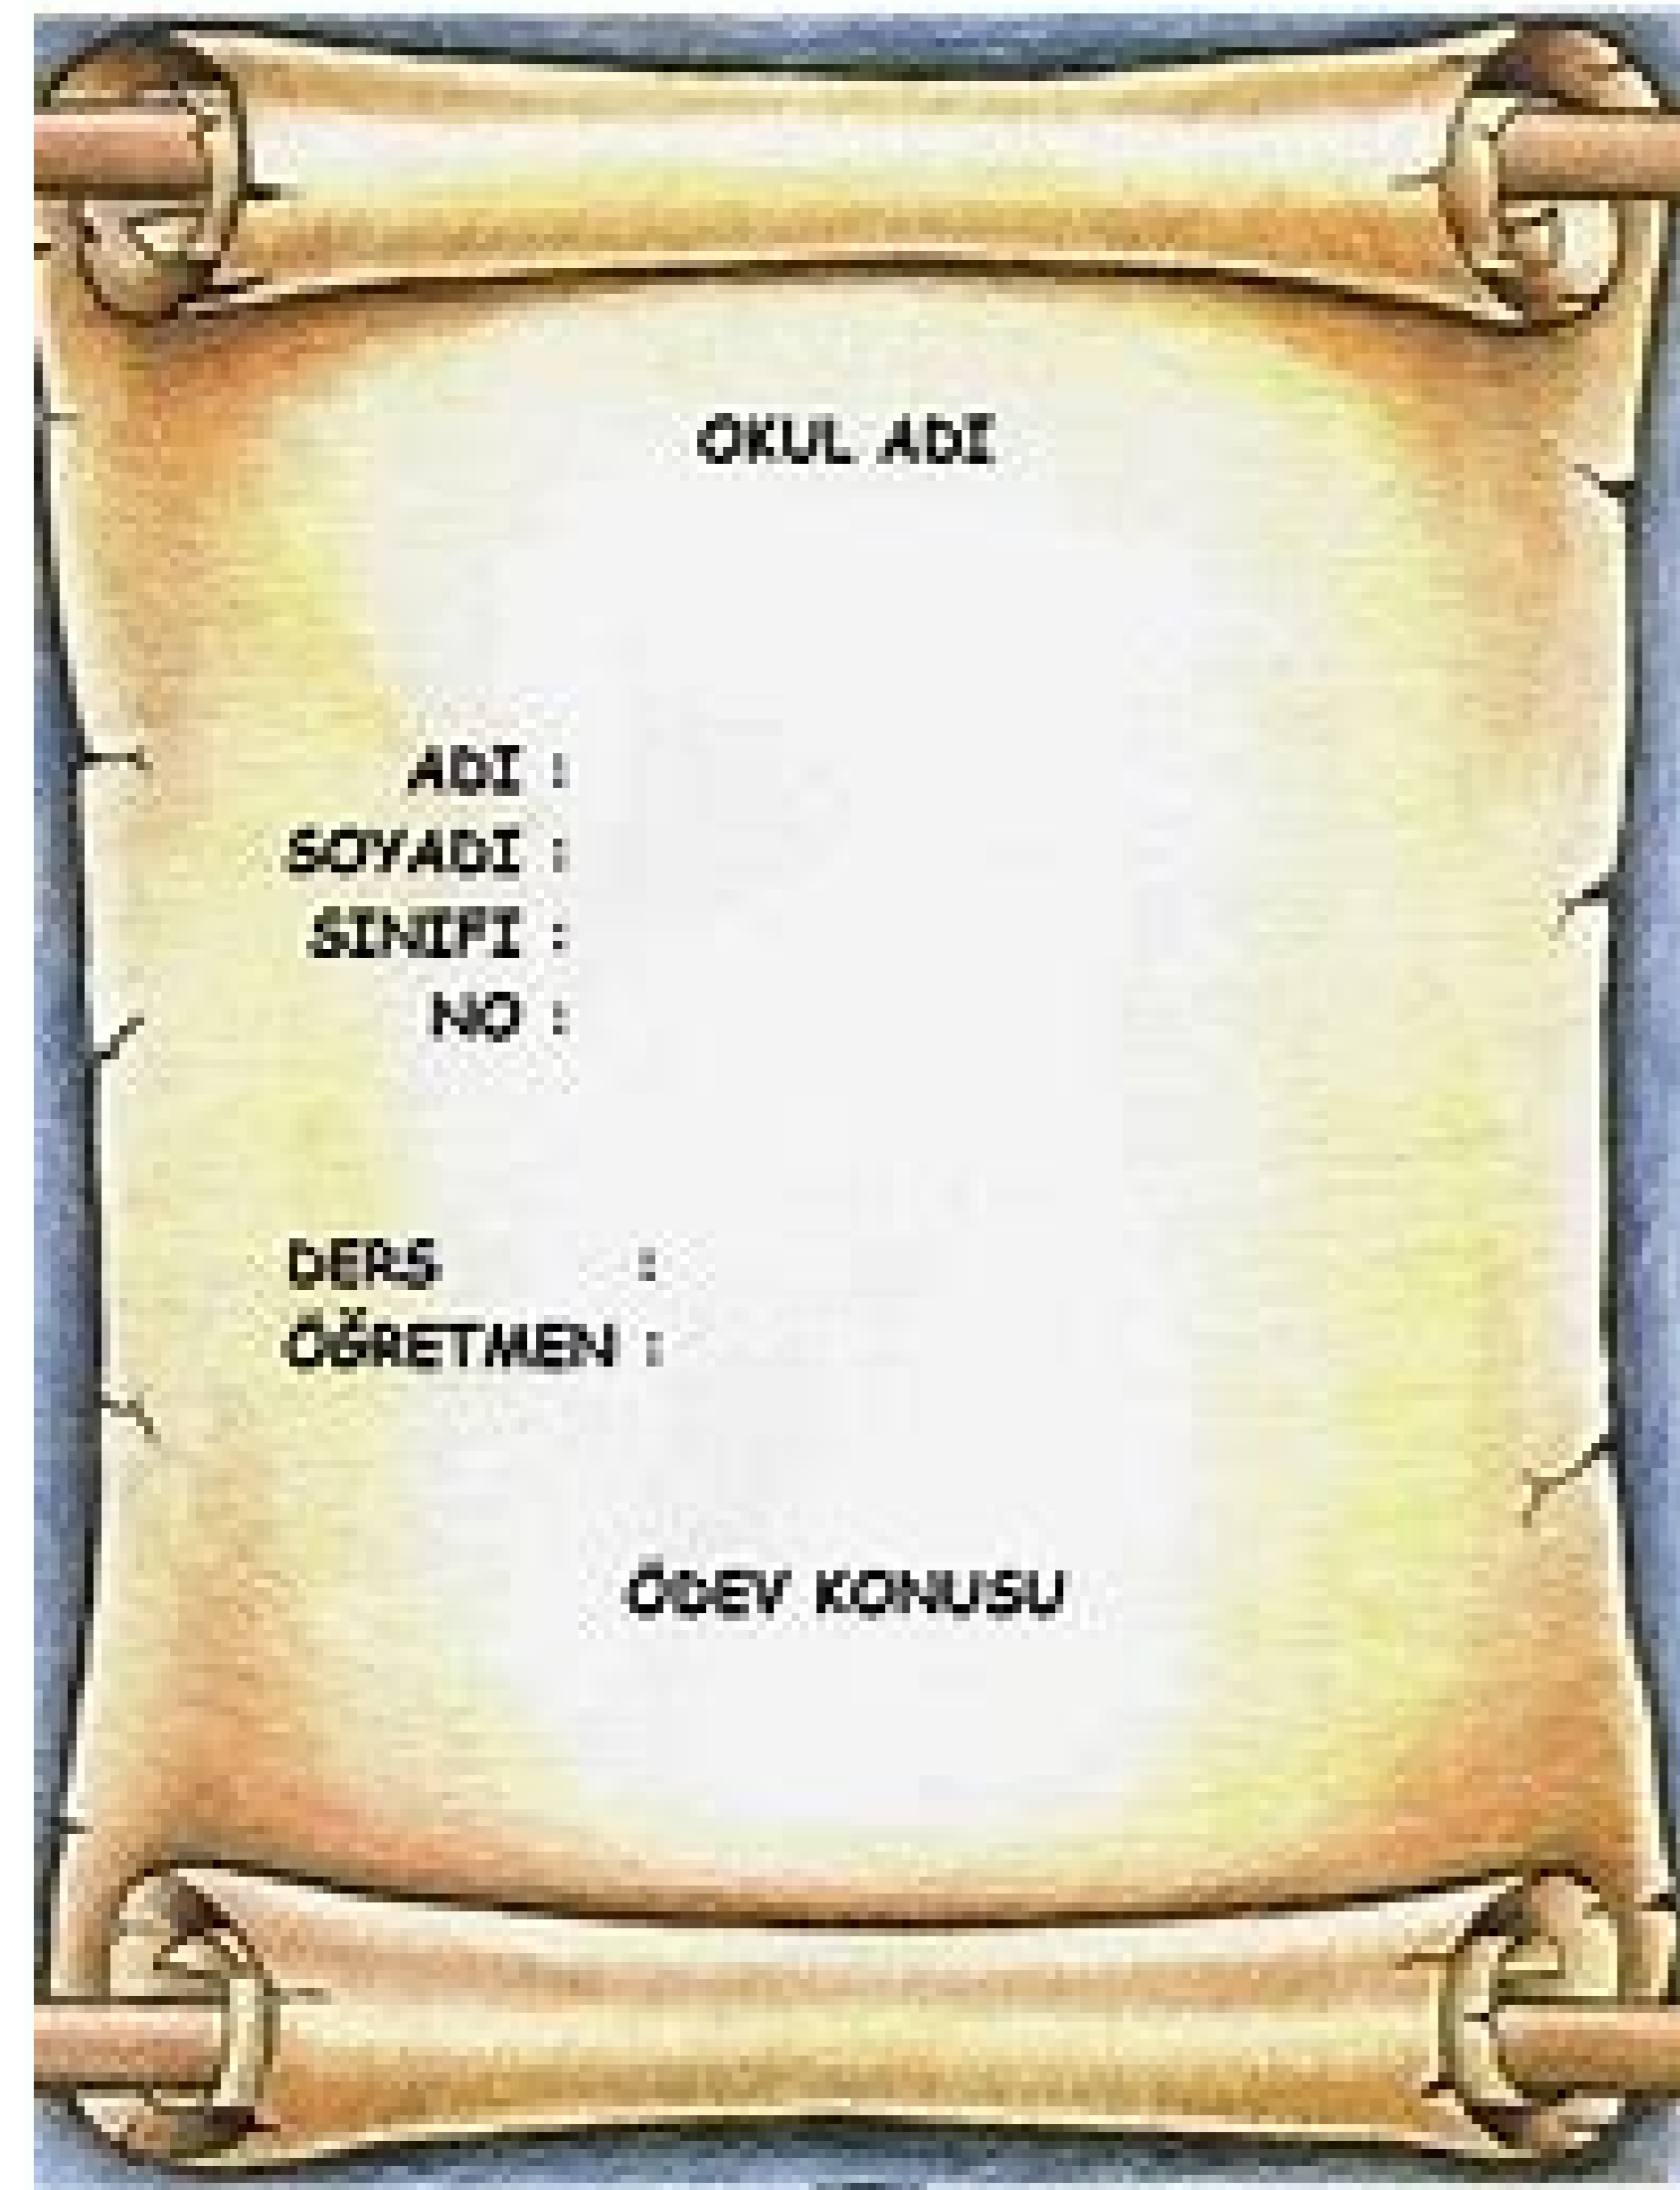 OKUL ADI
ADI :
SOYADI :
SINIFI :
NO :
DERS :
ÖĞRETMEN :
ÖDEV KONUSU